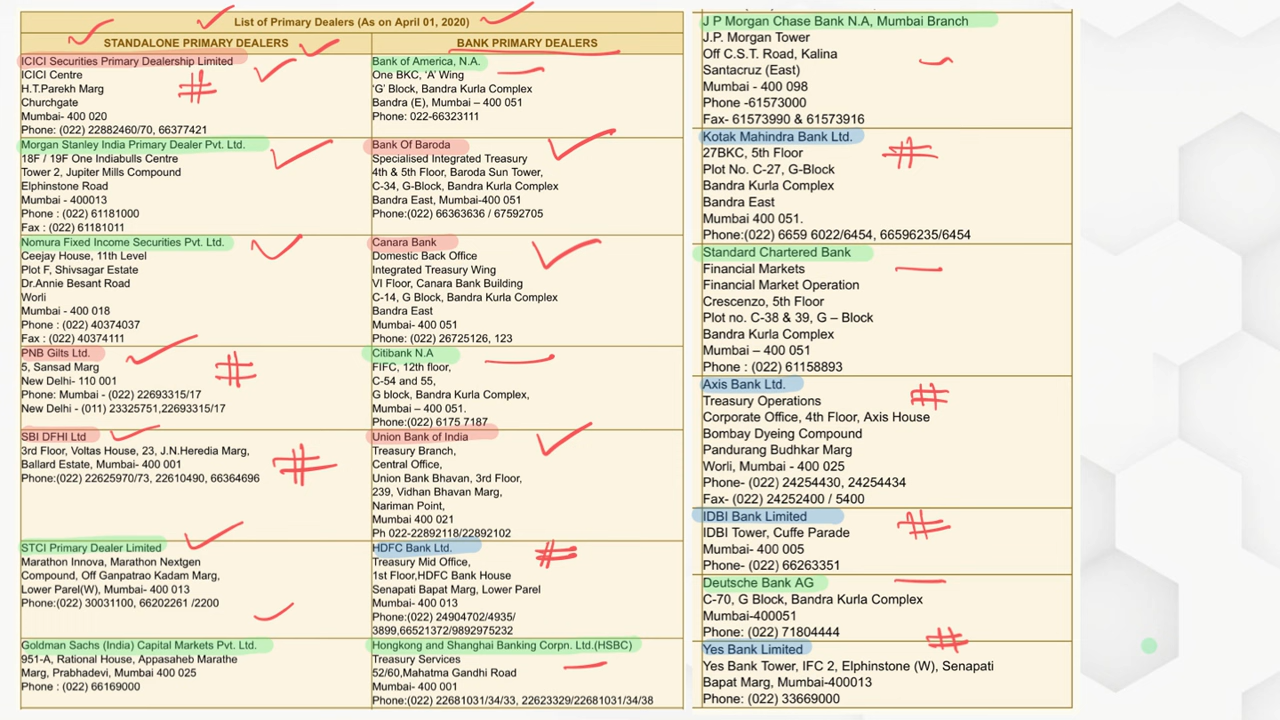 List of Primary Dealers (As on April 01, 2020)
STANDALONE PRIMARY DEALERS
ICICI Securities Primary Dealership Limited
ICICI Centre
H.T.Parekh Marg
Churchgate
Mumbai- 400 020
Phone: (022) 22882460/70, 66377421
Morgan Stanley India Primary Dealer Pvt. Ltd.
18F / 19F One Indiabulls Centre
Tower 2, Jupiter Mills Compound
Elphinstone Road
Mumbai - 400013
Phone : (022) 61181000
Fax : (022) 61181011
Nomura Fixed Income Securities Pvt. Ltd.
Ceejay House, 11th Level
Plot F, Shivsagar Estate
Dr.Annie Besant Road
Worli
Mumbai - 400 018
Phone : (022) 40374037
Fax : (022) 40374111
PNB Gilts Ltd.
5, Sansad Marg
New Delhi- 110 001
Phone: Mumbai - (022) 22693315/17
New Delhi - (011) 23325751,22693315/17
SBI DFHI Ltd
3rd Floor, Voltas House, 23, J.N.Heredia Marg,
Ballard Estate, Mumbai- 400 001
Phone:(022) 22625970/73, 22610490, 66364696
STCI Primary Dealer Limited
Marathon Innova, Marathon Nextgen
Compound, Off Ganpatrao Kadam Marg,
Lower Parel(W), Mumbai- 400 013
Phone:(022) 30031100, 66202261 /2200
Goldman Sachs (India) Capital Markets Pvt. Ltd.
951-A, Rational House, Appasaheb Marathe
Marg, Prabhadevi, Mumbai 400 025
Phone : (022) 66169000
BANK PRIMARY DEALERS
Bank of America, N.A.
One BKC, 'A' Wing
'G' Block, Bandra Kurla Complex
Bandra (E), Mumbai – 400 051
Phone: 022-66323111
Bank Of Baroda
Specialised Integrated Treasury
4th & 5th Floor, Baroda Sun Tower,
C-34, G-Block, Bandra Kurla Complex
Bandra East, Mumbai-400 051
Phone:(022) 66363636 / 67592705
Canara Bank
Domestic Back Office
Integrated Treasury Wing
VI Floor, Canara Bank Building
C-14, G Block, Bandra Kurla Complex
Bandra East
Mumbai- 400 051
Phone: (022) 26725126, 123
Citibank N.A
FIFC, 12th floor,
C-54 and 55,
G block, Bandra Kurla Complex,
Mumbai – 400 051.
Phone:(022) 6175 7187
Union Bank of India
Treasury Branch,
Central Office,
Union Bank Bhavan, 3rd Floor,
239, Vidhan Bhavan Marg,
Nariman Point,
Mumbai 400 021
Ph 022-22892118/22892102
HDFC Bank Ltd.
Treasury Mid Office,
1st Floor,HDFC Bank House
Senapati Bapat Marg, Lower Parel
Mumbai- 400 013
Phone:(022) 24904702/4935/
3899,66521372/9892975232
Hongkong and Shanghai Banking Corpn. Ltd.(HSBC)
Treasury Services
52/60,Mahatma Gandhi Road
Mumbai- 400 001
Phone:(022) 22681031/34/33, 22623329/22681031/34/38
J P Morgan Chase Bank N.A, Mumbai Branch
J.P. Morgan Tower
Off C.S.T. Road, Kalina
Santacruz (East)
Mumbai - 400 098
Phone -61573000
Fax- 61573990 & 61573916
Kotak Mahindra Bank Ltd.
27BKC, 5th Floor
Plot No. C-27, G-Block
Bandra Kurla Complex
Bandra East
Mumbai 400 051.
Phone:(022) 6659 6022/6454, 66596235/6454
Standard Chartered Bank
Financial Markets
Financial Market Operation
Crescenzo, 5th Floor
Plot no. C-38 & 39, G – Block
Bandra Kurla Complex
Mumbai – 400 051
Phone : (022) 61158893
Axis Bank Ltd.
Treasury Operations
Corporate Office, 4th Floor, Axis House
Bombay Dyeing Compound
Pandurang Budhkar Marg
Worli, Mumbai - 400 025
Phone- (022) 24254430, 24254434
Fax- (022) 24252400 / 5400
IDBI Bank Limited
IDBI Tower, Cuffe Parade
Mumbai- 400 005
Phone- (022) 66263351
Deutsche Bank AG
C-70, G Block, Bandra Kurla Complex
Mumbai-400051
Phone: (022) 71804444
Yes Bank Limited
Yes Bank Tower, IFC 2, Elphinstone (W), Senapati
Bapat Marg, Mumbai-400013
Phone: (022) 33669000